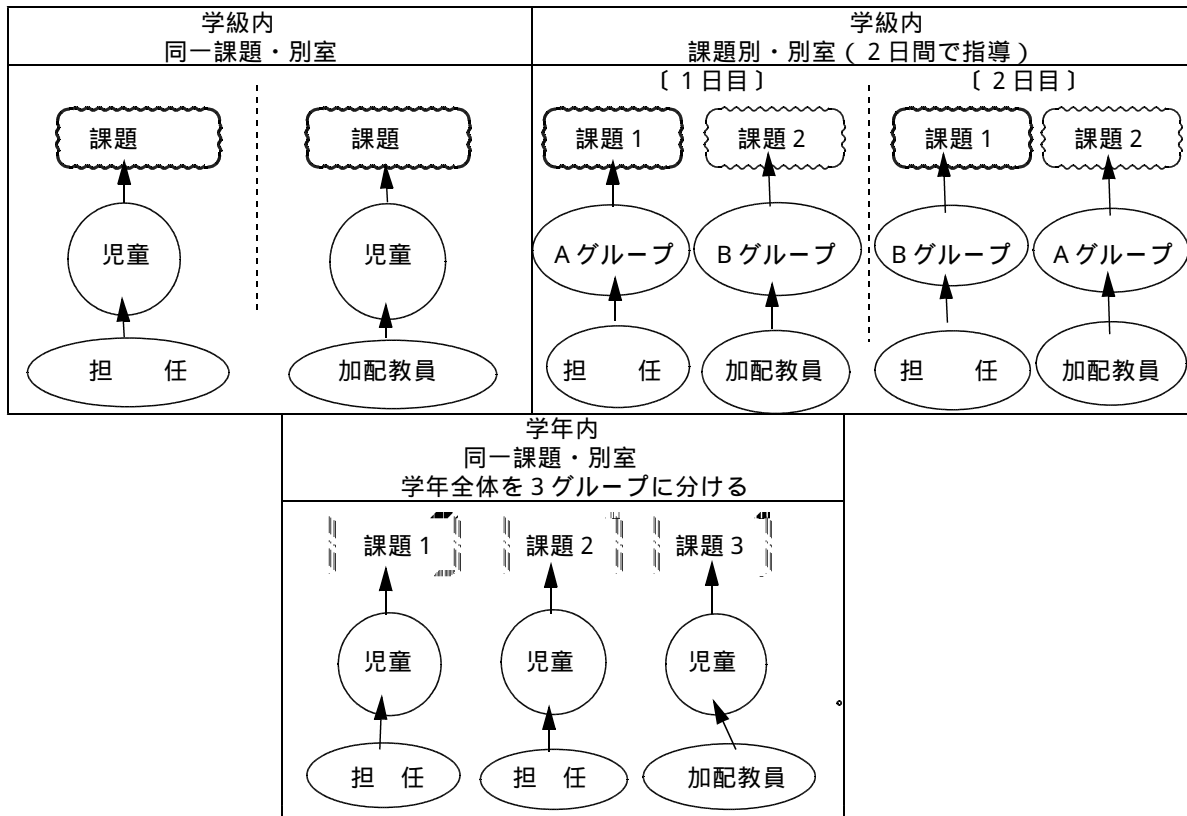 学級内
同一課題・別室
課題 課題
児童 児童
担 任 加配教員
学級内
課題別・別室（２日間で指導）
〔１日目〕 〔２日目〕
課題１ 課題２ 課題１ 課題２
Ａグループ Ｂグループ Ｂグループ Ａグループ
担 任 加配教員 担 任 加配教員
学年内
同一課題・別室
学年全体を３グループに分ける
課題１ 課題２ 課題３
児童 児童 児童
担 任 担 任 加配教員